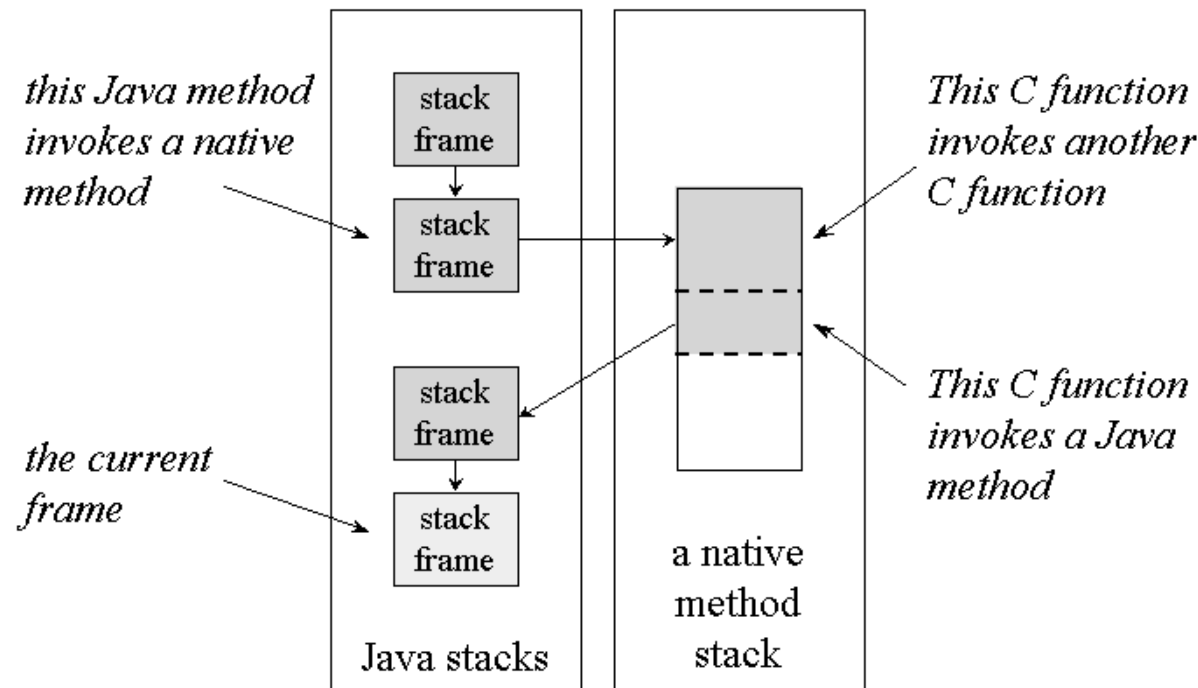 this Java method
invokes a native
method
stack
frame
stack
frame
This C function
invokes another
C function
stack
frame
the current
frame
stack
frame
This C function
invokes a Java
method
Java stacks
a native
method
stack